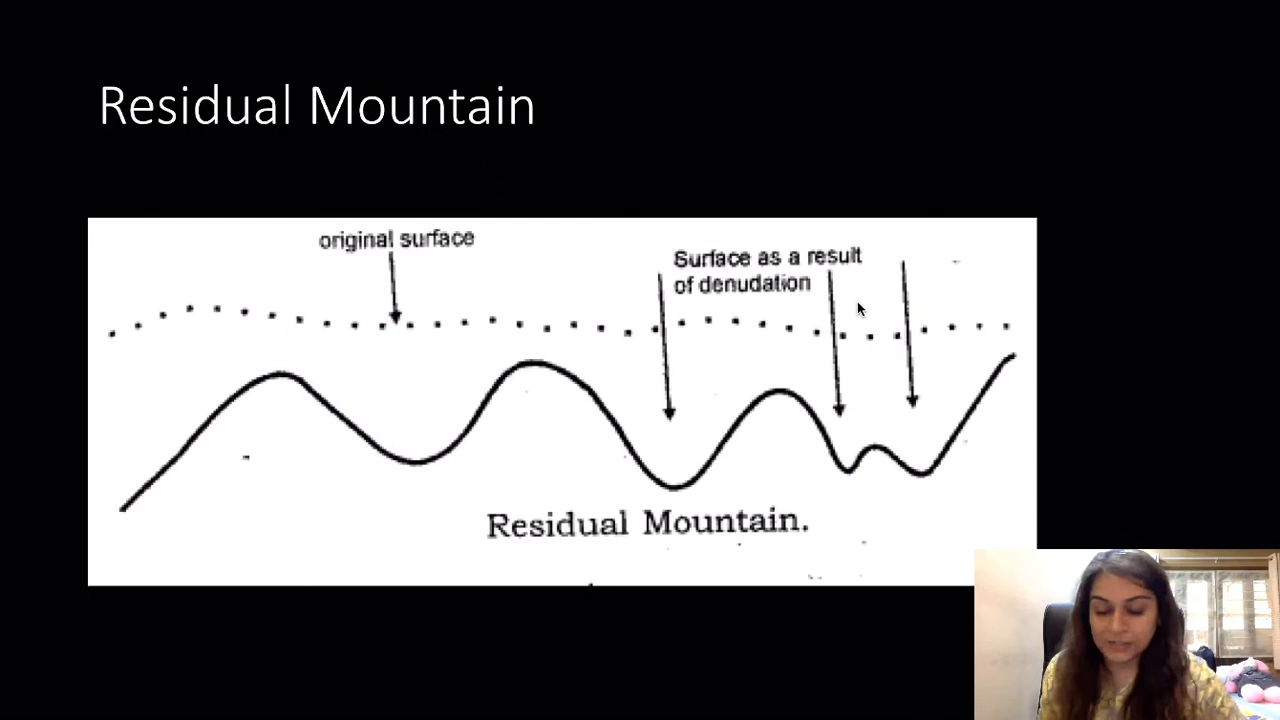 Residual Mountain
original surface
Surface as a result
of denudation
Residual Mountain.